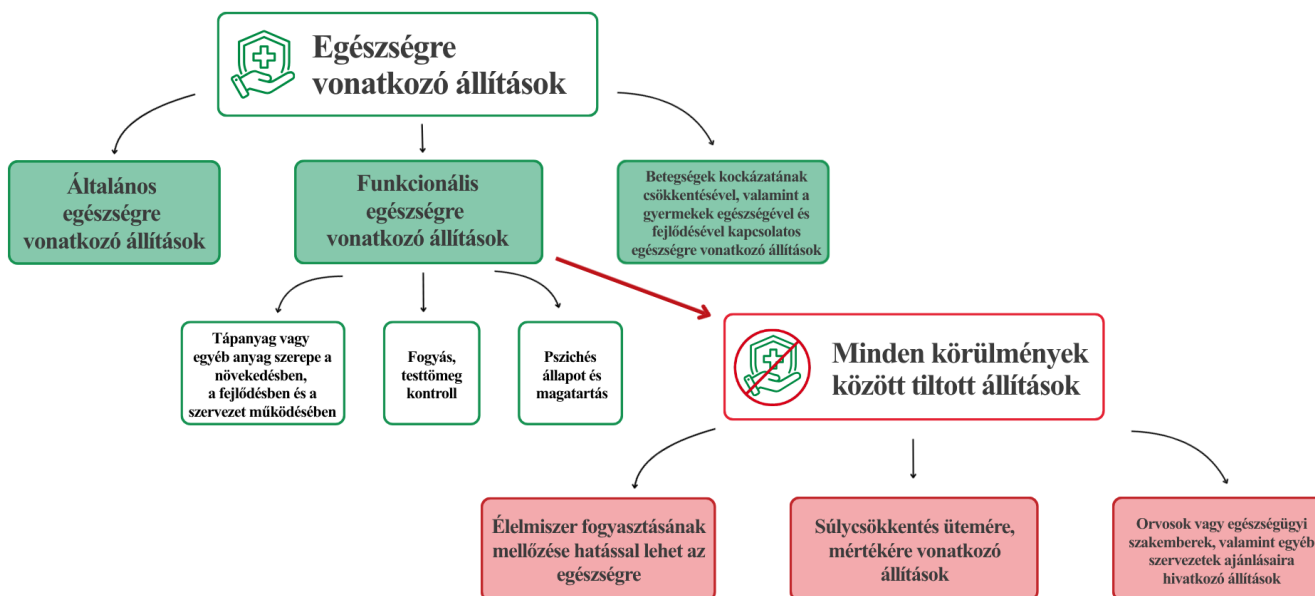 Egészségre
vonatkozó állítások
Általános
egészségre
vonatkozó állítások
Funkcionális
egészségre
vonatkozó állítások
Betegségek kockázatának
csökkentésével, valamint a
gyermekek egészségével és
fejlődésével kapcsolatos
egészségre vonatkozó állítások
Tápanyag vagy
egyéb anyag szerepe a
növekedésben,
a fejlődésben és a
szervezet működésében
Fogyás,
testtömeg
kontroll
Pszichés
állapot és
magatartás
Minden körülmények
között tiltott állítások
Élelmiszer fogyasztásának
mellőzése hatással lehet az
egészségre
Súlycsökkentés ütemére,
mértékére vonatkozó
állítások
Orvosok vagy egészségügyi
szakemberek, valamint egyéb
szervezetek ajánlásaira
hivatkozó állítások